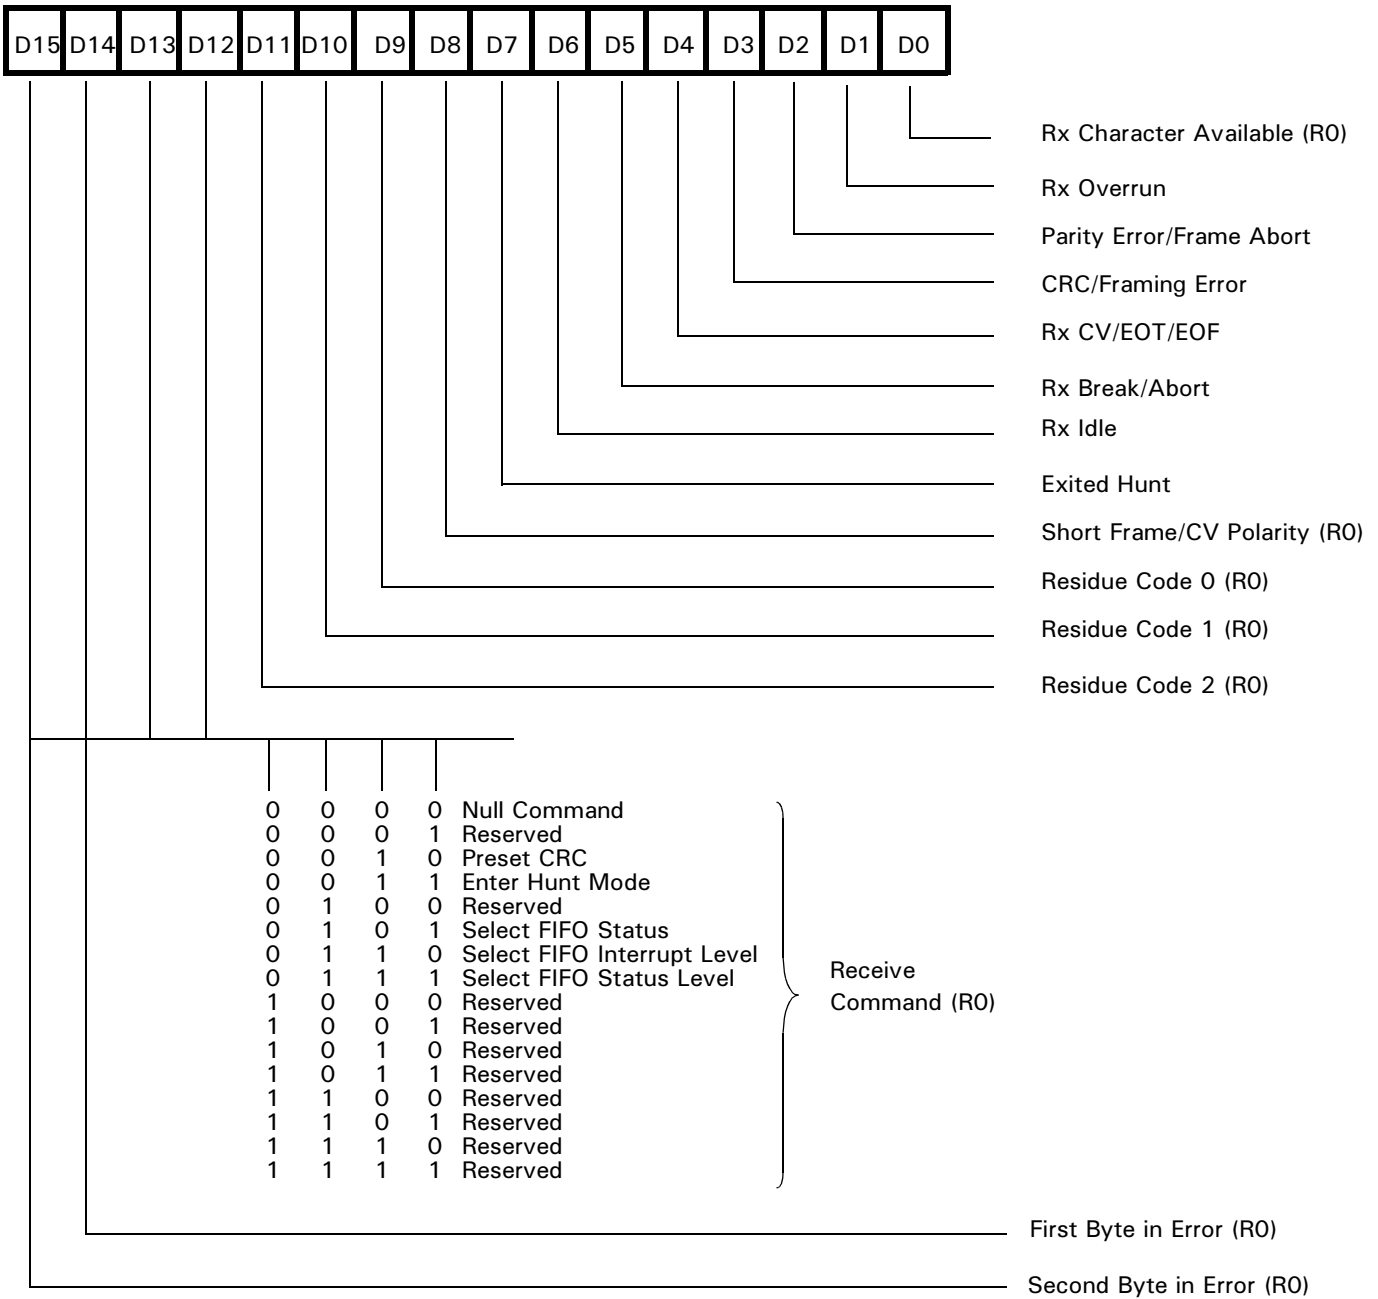 D15 D14 D13 D12 D11 D10 D9 D8 D7 D6 D5 D4 D3 D2 D1 D0
Rx Character Available (R0)
Rx Overrun
Parity Error/Frame Abort
CRC/Framing Error
Rx CV/EOT/EOF
Rx Break/Abort
Rx Idle
Exited Hunt
Short Frame/CV Polarity (R0)
Residue Code 0 (R0)
Residue Code 1 (R0)
Residue Code 2 (R0)
0 0 0 0 Null Command
0 0 0 1 Reserved
0 0 1 0 Preset CRC
0 0 1 1 Enter Hunt Mode
0 1 0 0 Reserved
0 1 0 1 Select FIFO Status
0 1 1 0 Select FIFO Interrupt Level
0 1 1 1 Select FIFO Status Level
1 0 0 0 Reserved
1 0 0 1 Reserved
1 0 1 0 Reserved
1 0 1 1 Reserved
1 1 0 0 Reserved
1 1 0 1 Reserved
1 1 1 0 Reserved
1 1 1 1 Reserved
Receive
Command (R0)
First Byte in Error (R0)
Second Byte in Error (R0)